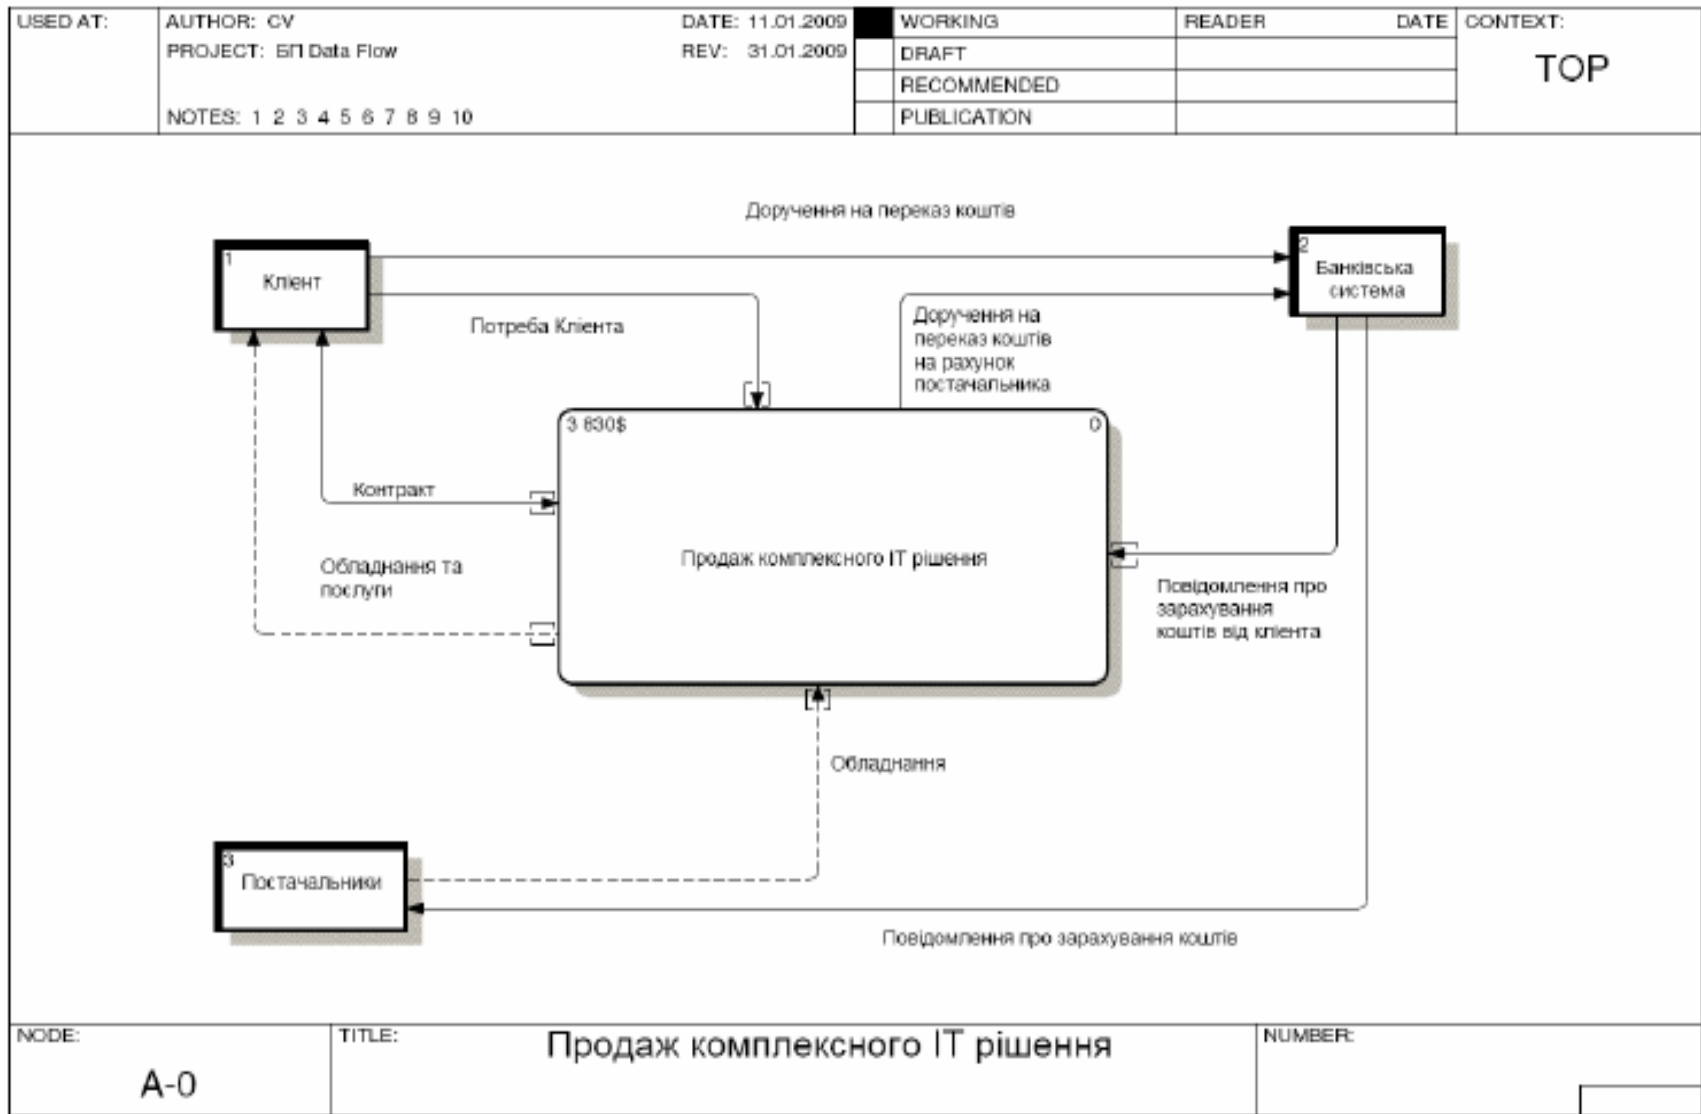 USED AT:
AUTHOR: CV
DATE: 11.01.2009
WORKING
READER
DATE
CONTEXT:
PROJECT: БП Data Flow
REV: 31.01.2009
DRAFT
TOP
RECOMMENDED
NOTES: 1 2 3 4 5 6 7 8 9 10
PUBLICATION
Доручення на переказ коштів
1
Клієнт
2
Банківська
система
Потреба Клієнта
Доручення на
переказ коштів
на рахунок
постачальника
3 830$
0
Контракт
Продаж комплексного ІТ рішення
Обладнання та
послуги
Повідомлення про
зарахування
коштів від клієнта
Обладнання
3
Постачальники
Повідомлення про зарахування коштів
NODE:
A-0
TITLE:
Продаж комплексного ІТ рішення
NUMBER: